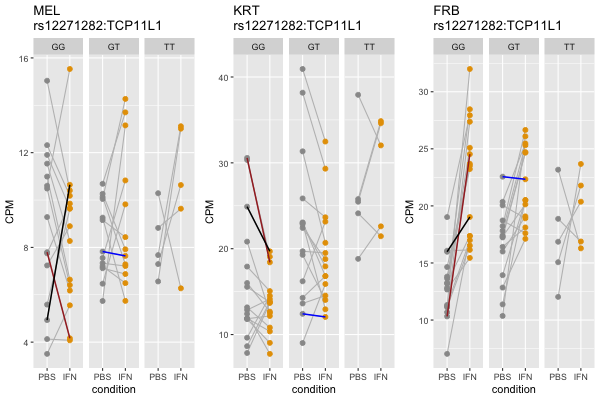 MEL
rs12271282:TCP11L1
GG GT TT
CPM
16
12
8
4
PBS IFN PBS IFN PBS IFN
condition
KRT
rs12271282:TCP11L1
GG GT TT
CPM
40
30
20
10
PBS IFN PBS IFN PBS IFN
condition
FRB
rs12271282:TCP11L1
GG GT TT
CPM
30
25
20
15
10
PBS IFN PBS IFN PBS IFN
condition